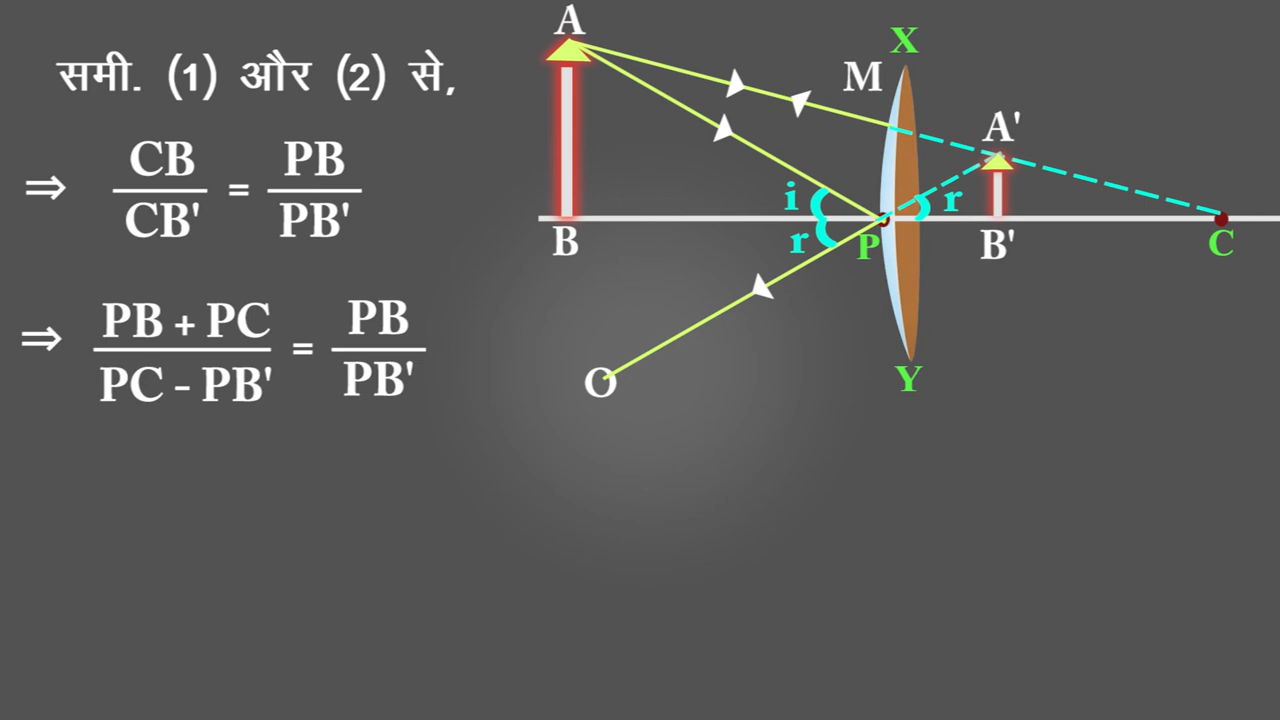 समी. (1) और (2) से,
⇒ CB/CB' = PB/PB'
⇒ PB + PC/PC - PB' = PB/PB'
A
X
M
A'
i
r
r
B
P
B'
C
O
Y